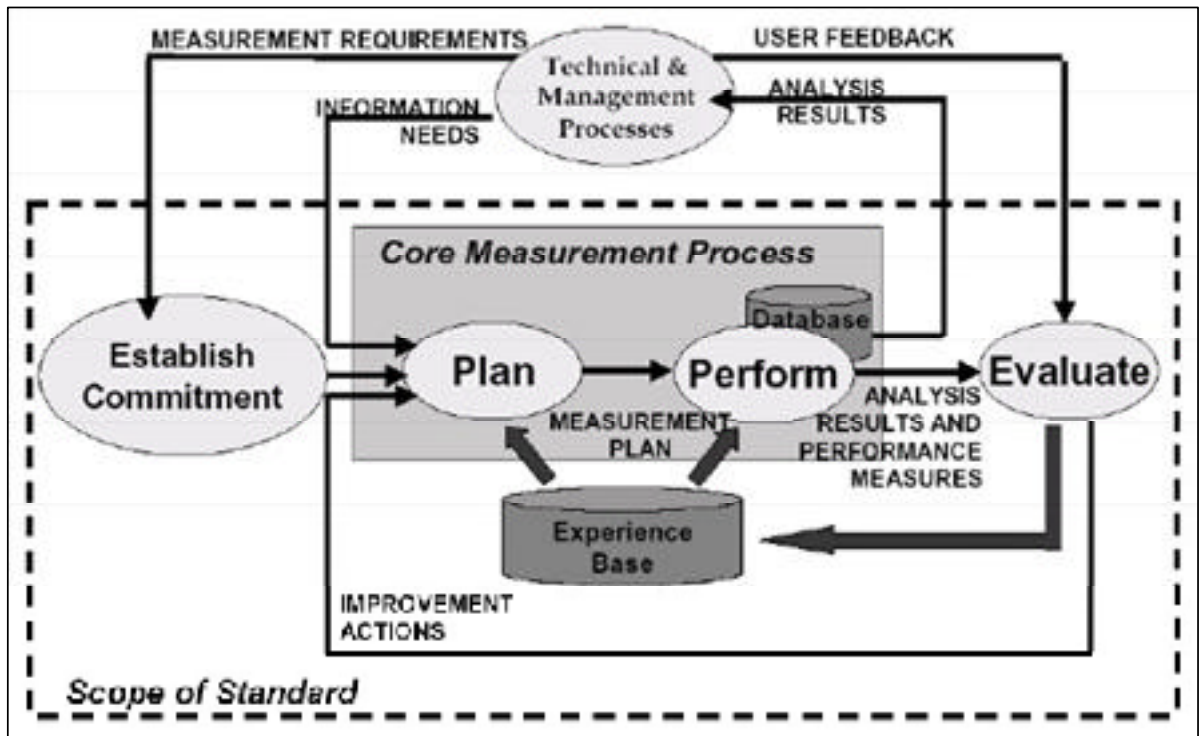 MEASUREMENT REQUIREMENTS
USER FEEDBACK
Technical &
Management
Processes
ANALYSIS
RESULTS
INFORMATION
NEEDS
Core Measurement Process
Database
Establish
Commitment
Plan
Perform
Evaluate
MEASUREMENT
PLAN
ANALYSIS
RESULTS AND
PERFORMANCE
MEASURES
Experience
Base
IMPROVEMENT
ACTIONS
Scope of Standard